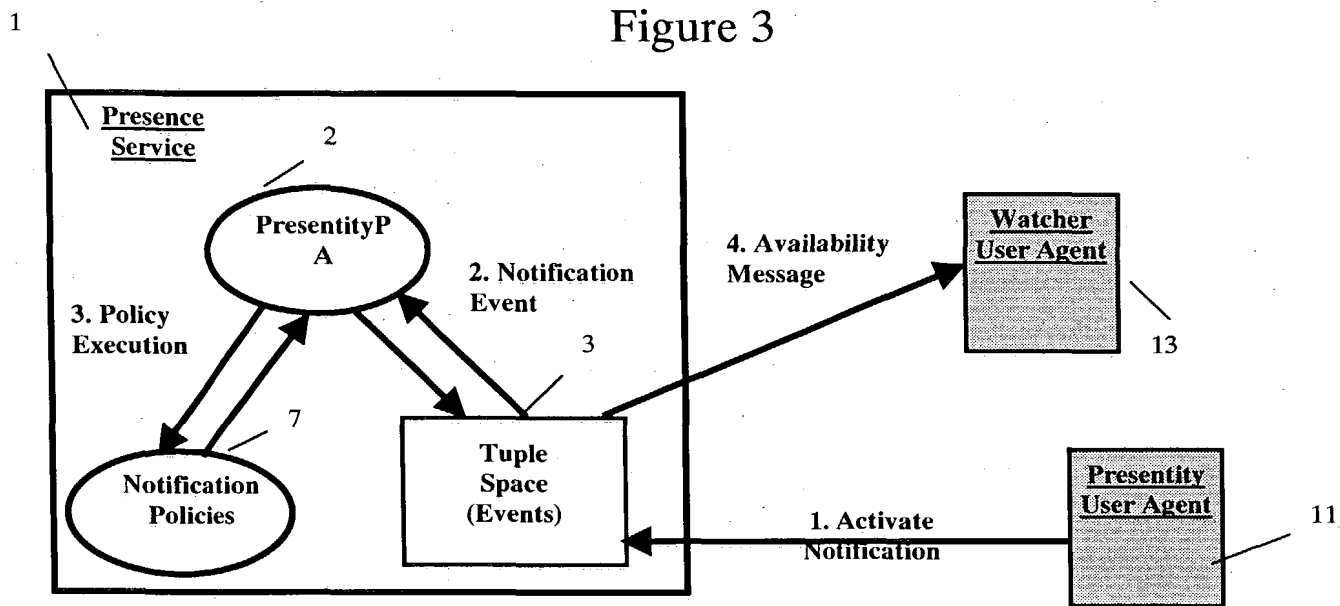 1
Figure 3
Presence
Service
2
PresentityP
A
2. Notification
Event
3. Policy
Execution
3
7
Notification
Policies
Tuple
Space
(Events)
4. Availability
Message
Watcher
User Agent
13
1. Activate
Notification
Presentity
User Agent
11